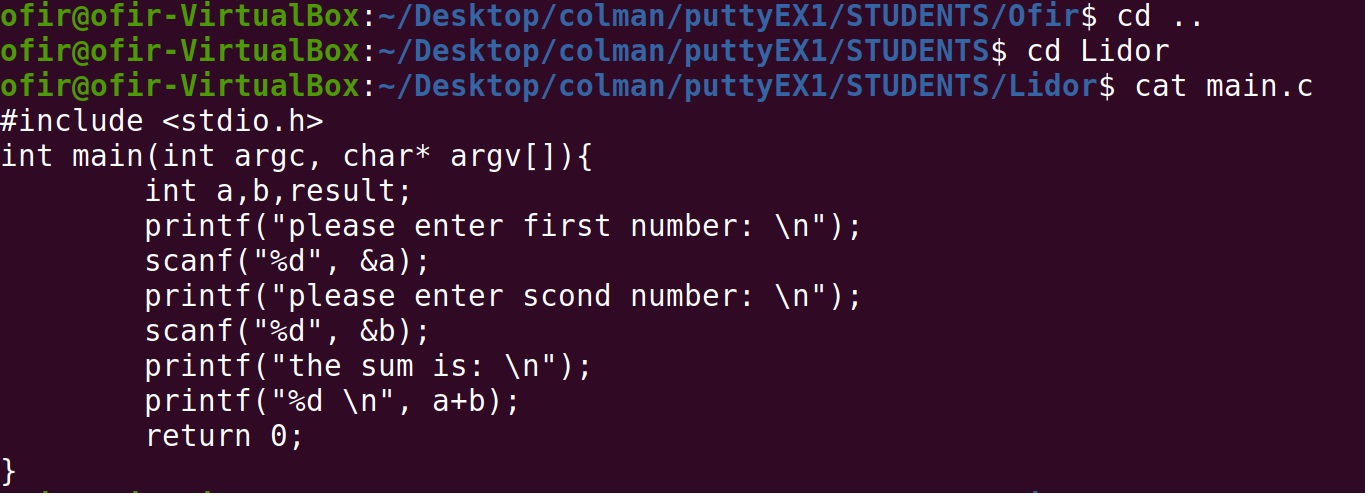 ofir@ofir-VirtualBox:~/Desktop/colman/puttyEX1/STUDENTS/Ofir$ cd ..
ofir@ofir-VirtualBox:~/Desktop/colman/puttyEX1/STUDENTS$ cd Lidor
ofir@ofir-VirtualBox:~/Desktop/colman/puttyEX1/STUDENTS/Lidor$ cat main.c
#include <stdio.h>
int main(int argc, char* argv[]){
        int a,b,result;
        printf("please enter first number: \n");
        scanf("%d", &a);
        printf("please enter scond number: \n");
        scanf("%d", &b);
        printf("the sum is: \n");
        printf("%d \n", a+b);
        return 0;
}